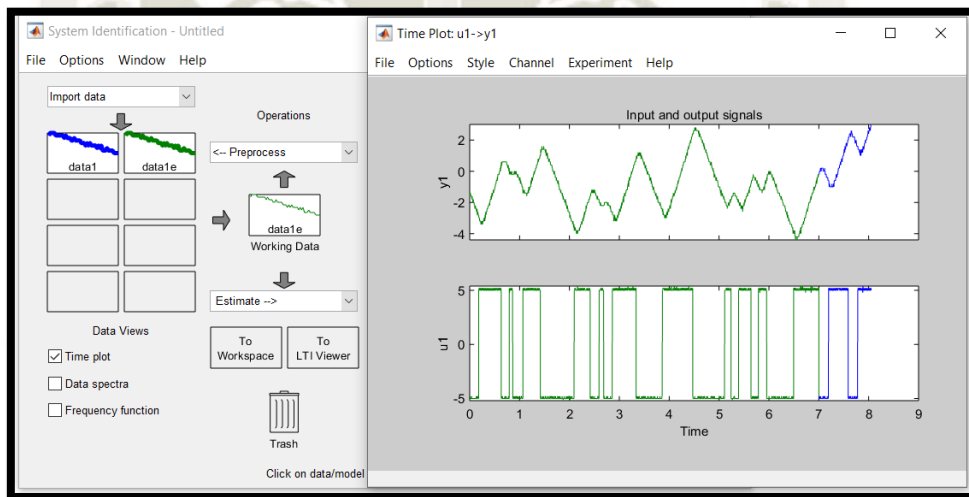 System Identification - Untitled
File Options Window Help
Import data
data1
data1e
Operations
<-- Preprocess
data1e
Working Data
Estimate -->
Data Views
Time plot
Data spectra
Frequency function
To
Workspace
To
LTI Viewer
Trash
Click on data/model
Time Plot: u1->y1
File Options Style Channel Experiment Help
Input and output signals
y1
2
0
-2
-4
u1
5
0
-5
0 1 2 3 4 5 6 7 8 9
Time